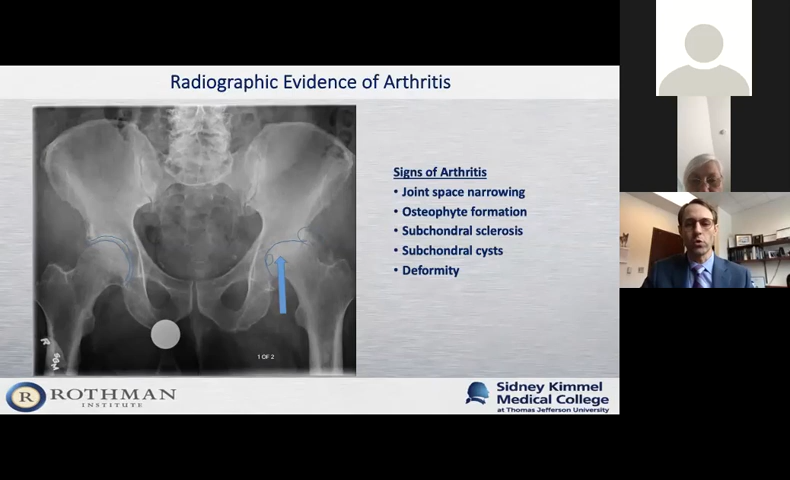 Radiographic Evidence of Arthritis
Signs of Arthritis
• Joint space narrowing
• Osteophyte formation
• Subchondral sclerosis
• Subchondral cysts
• Deformity
1 OF 2
R
R
ROTHMAN
INSTITUTE
Sidney Kimmel
Medical College
at Thomas Jefferson University